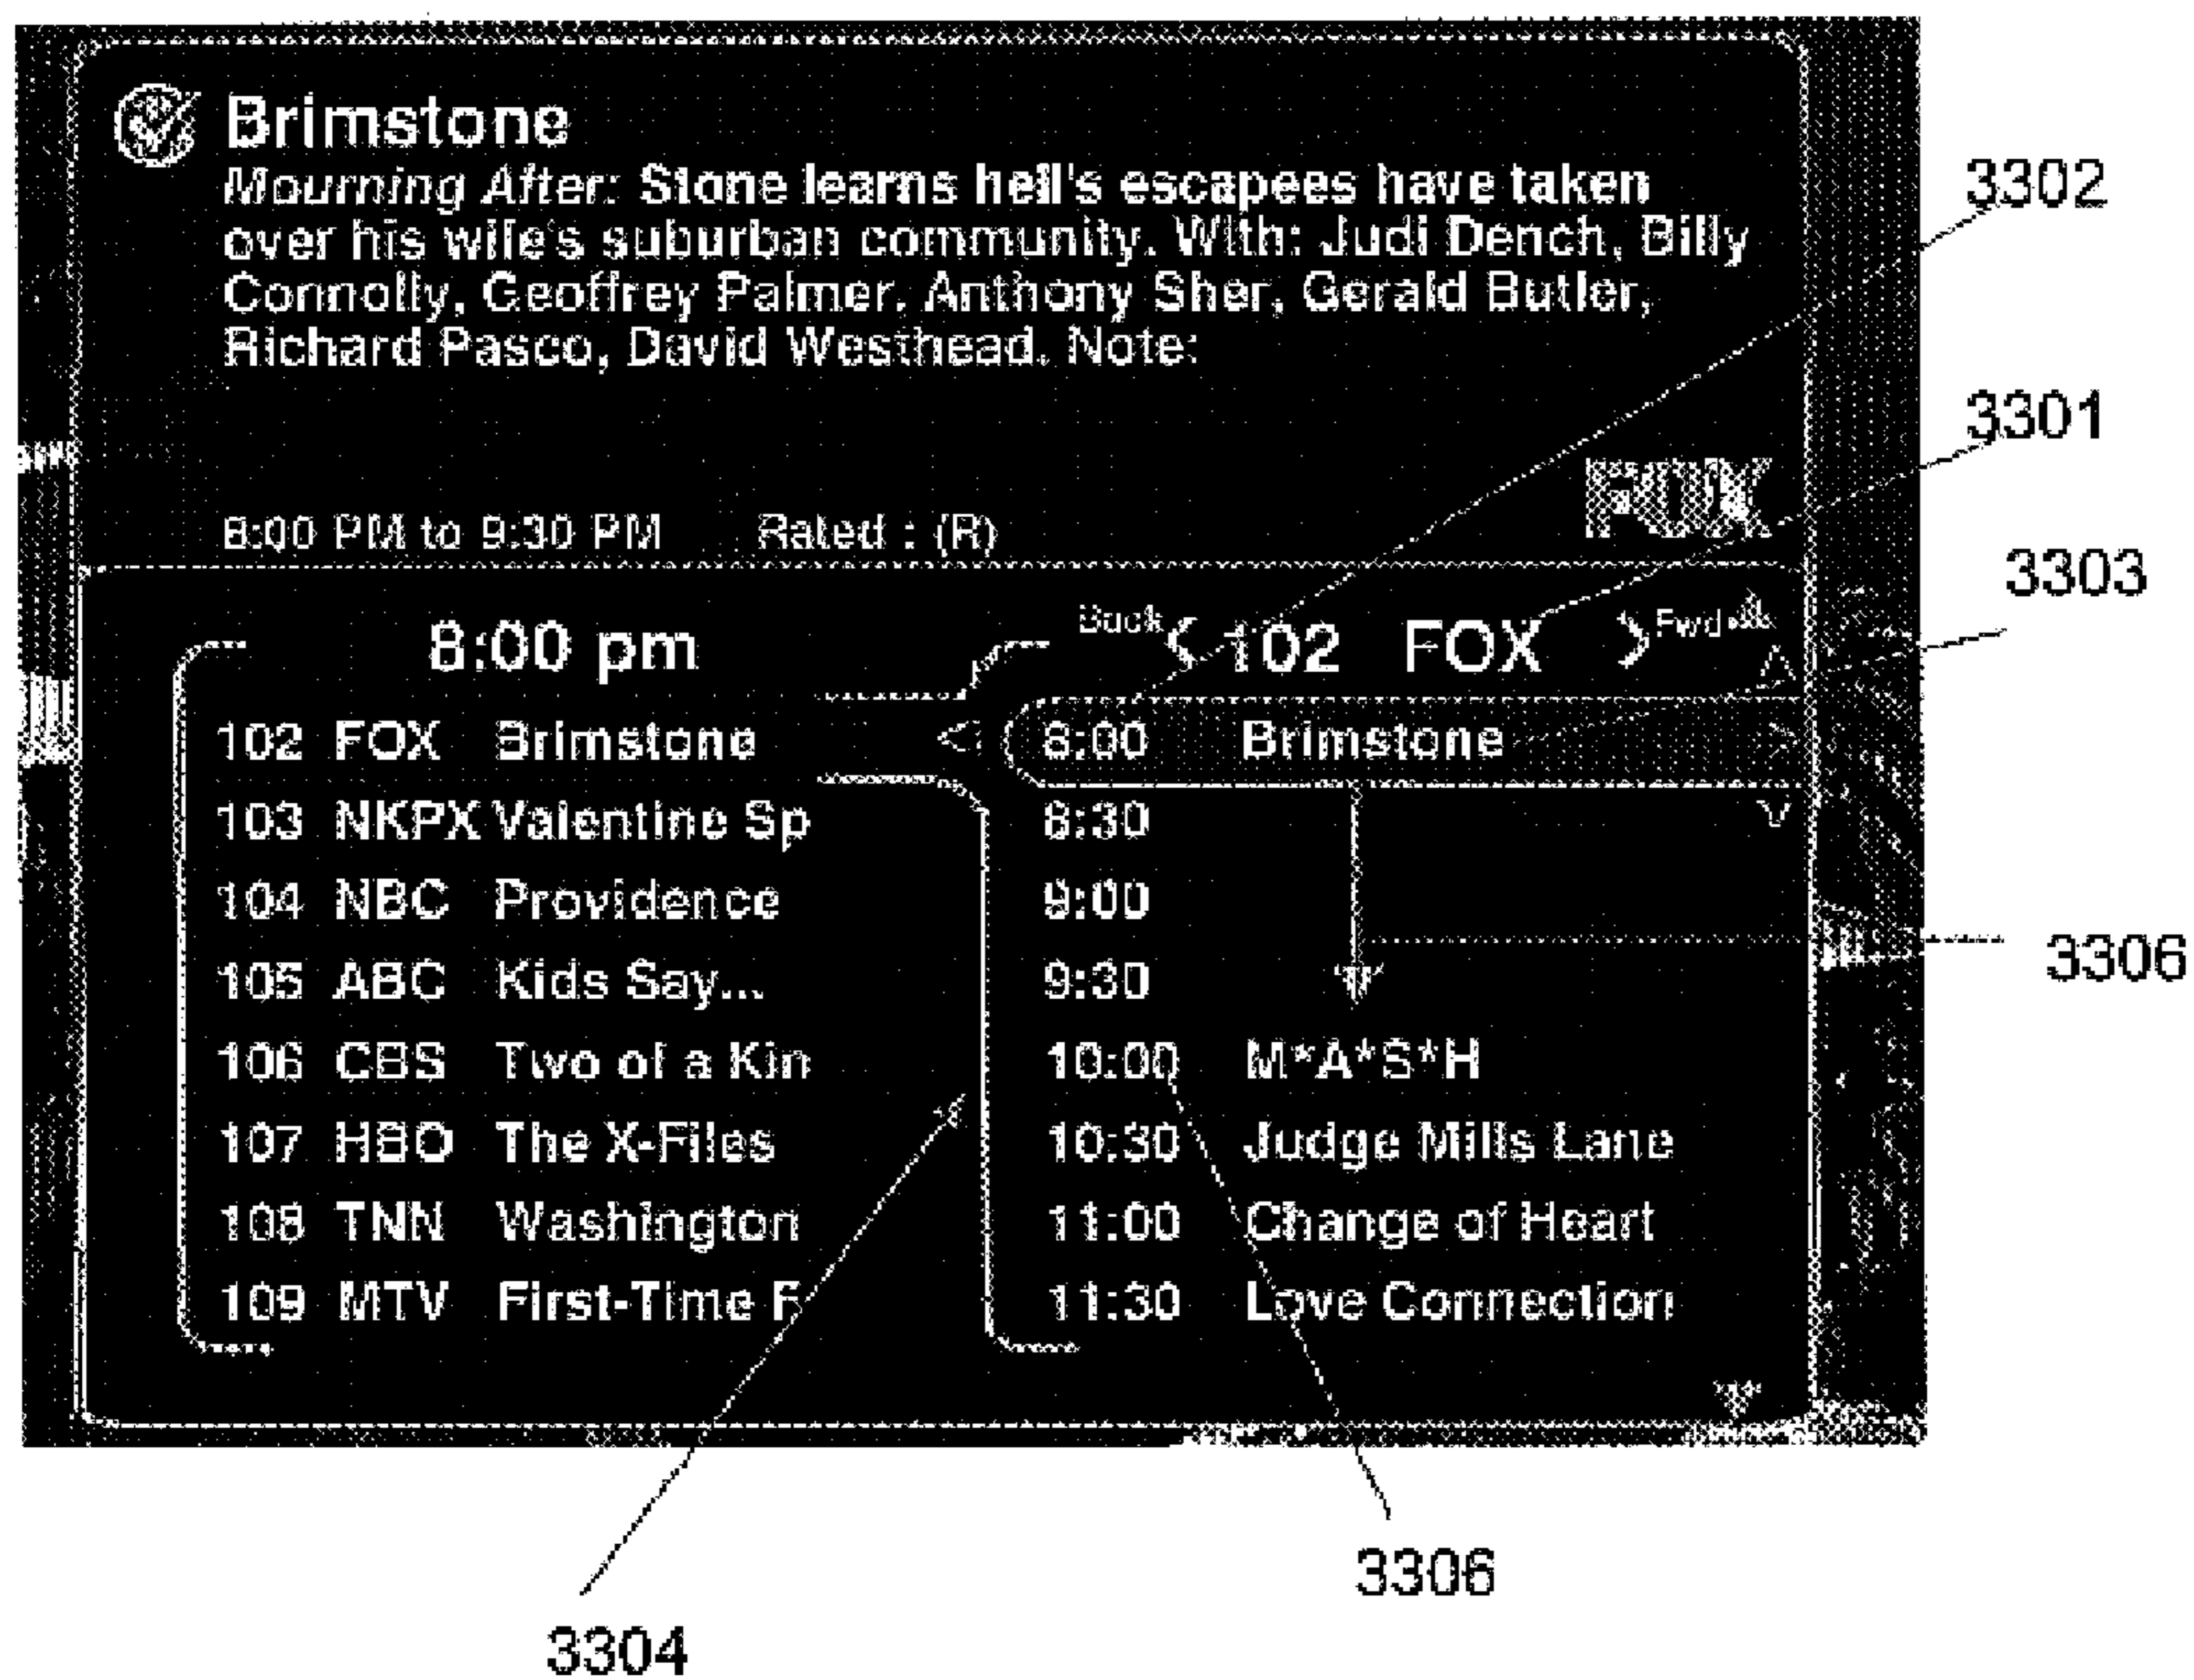 Brimstone
Mourning After: Stone learns hell's escapees have taken
over his wife's suburban community. With: Judi Dench, Billy
Connolly, Geoffrey Palmer, Anthony Sher, Gerald Butler,
Richard Pasco, David Westhead. Note:
FOX
8:00 PM to 9:30 PM Rated : (R)
8:00 pm
Back < 102 FOX > Fwd
102 FOX Brimstone
103 NKPX Valentine Sp
104 NBC Providence
105 ABC Kids Say...
106 CBS Two of a Kin
107 HBO The X-Files
108 TNN Washington
109 MTV First-Time F
8:00 Brimstone
8:30
9:00
9:30
10:00 M*A*S*H
10:30 Judge Mills Lane
11:00 Change of Heart
11:30 Love Connection
3302
3301
3303
3306
3306
3304